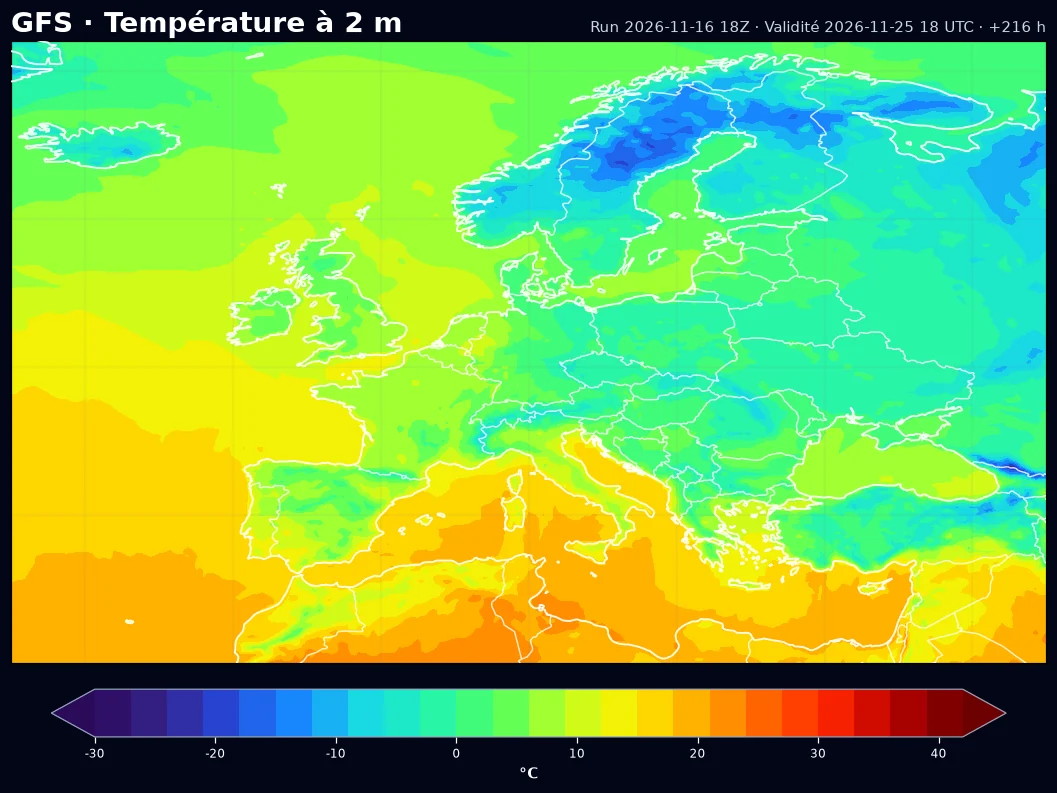 GFS · Température à 2 m
Run 2026-11-16 18Z · Validité 2026-11-25 18 UTC · +216 h
-30 -20 -10 0 10 20 30 40
°C